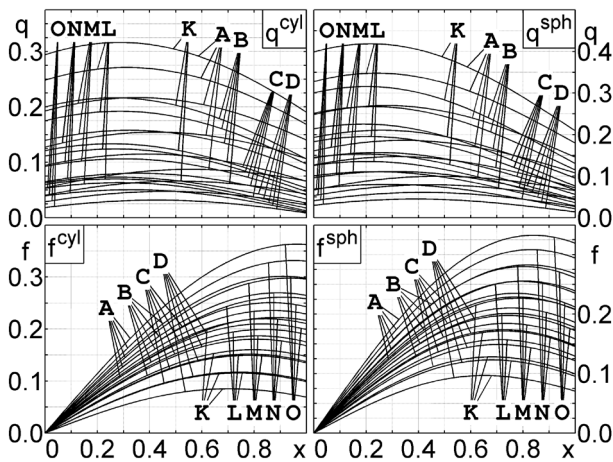 q ONML K A B q^cyl C D
0.3
0.2
0.1
0.0
ONML K A B q^sph q C D
0.4
0.3
0.2
0.1
0.0
f f^cyl A B C D
0.3
0.2
0.1
0.0
K L M N O
0 0.2 0.4 0.6 0.8 x
f^sph f A B C D
0.2
0.1
0.0
K L M N O
0 0.2 0.4 0.6 0.8 x